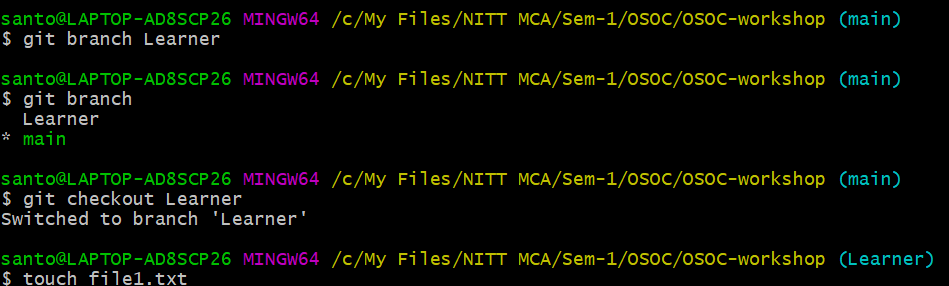 santo@LAPTOP-AD8SCP26 MINGW64 /c/My Files/NITT MCA/Sem-1/OSOC/OSOC-workshop (main)
$ git branch Learner
santo@LAPTOP-AD8SCP26 MINGW64 /c/My Files/NITT MCA/Sem-1/OSOC/OSOC-workshop (main)
$ git branch
  Learner
* main
santo@LAPTOP-AD8SCP26 MINGW64 /c/My Files/NITT MCA/Sem-1/OSOC/OSOC-workshop (main)
$ git checkout Learner
Switched to branch 'Learner'
santo@LAPTOP-AD8SCP26 MINGW64 /c/My Files/NITT MCA/Sem-1/OSOC/OSOC-workshop (Learner)
$ touch file1.txt